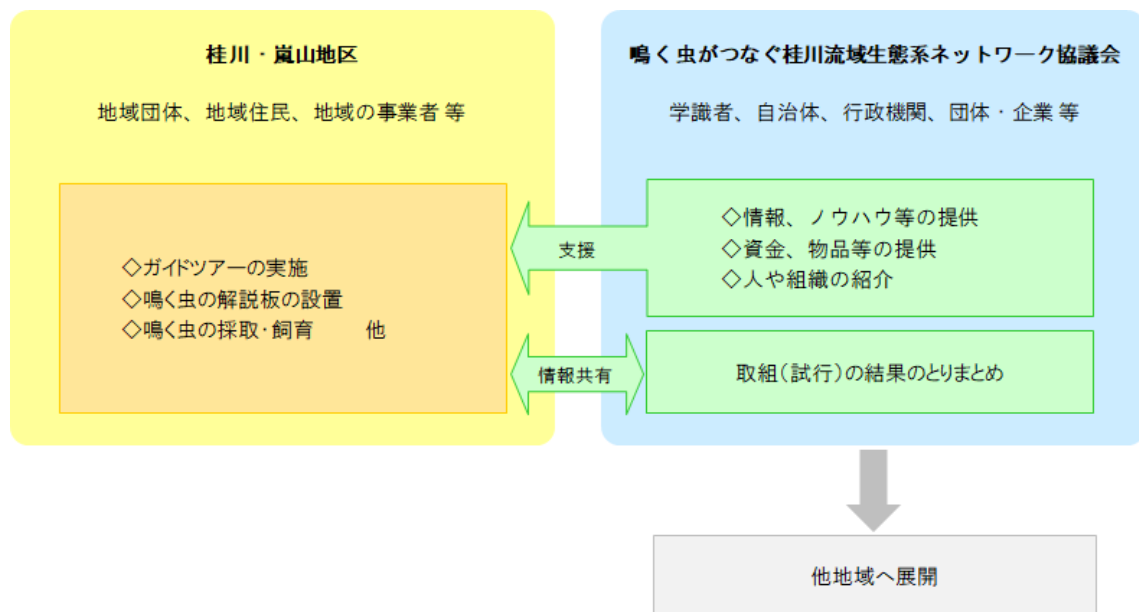 桂川・嵐山地区
地域団体、地域住民、地域の事業者 等
◇ガイドツアーの実施
◇鳴く虫の解説板の設置
◇鳴く虫の採取・飼育　　他
鳴く虫がつなぐ桂川流域生態系ネットワーク協議会
学識者、自治体、行政機関、団体・企業 等
支援
◇情報、ノウハウ等の提供
◇資金、物品等の提供
◇人や組織の紹介
情報共有
取組（試行）の結果のとりまとめ
他地域へ展開